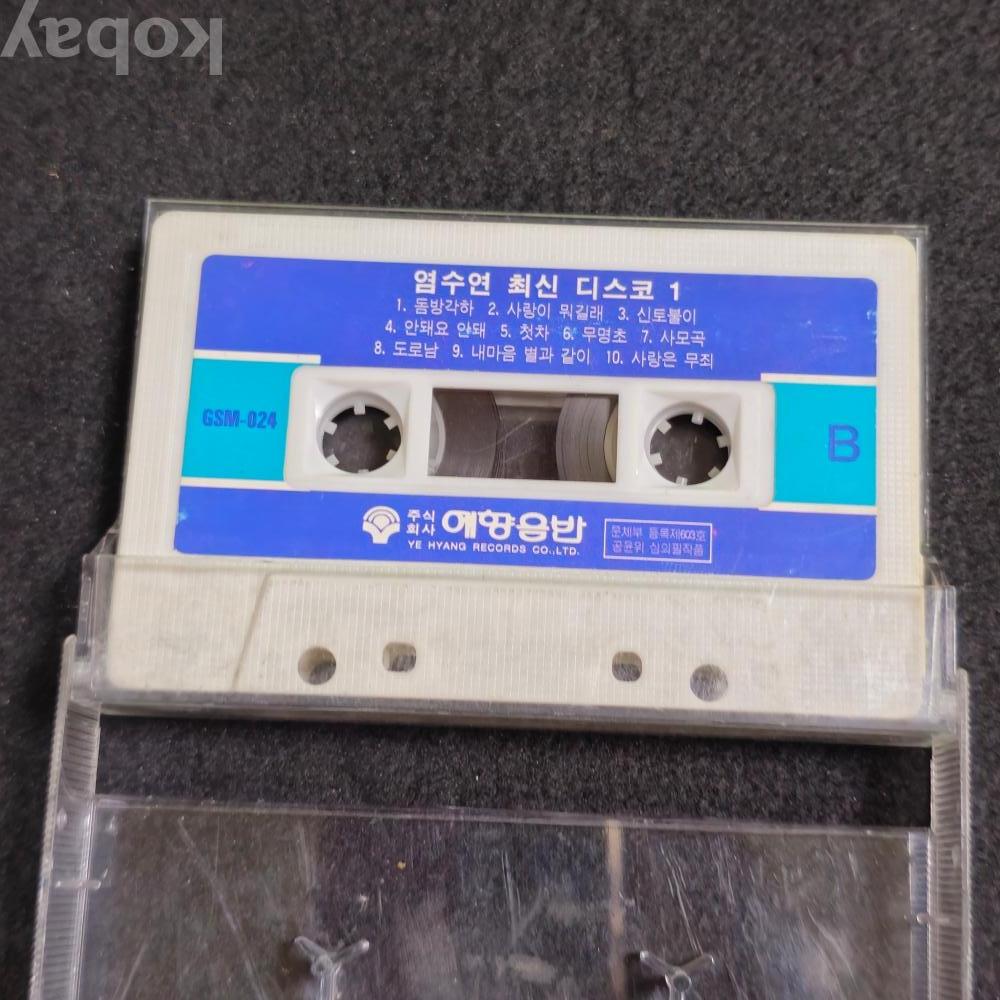 kobay
염수연 최신 디스코 1
1. 돔방각하 2. 사랑이 뭐길래 3. 신토불이
4. 안돼요 안돼 5. 첫차 6. 무명초 7. 사모곡
8. 도로남 9. 내마음 별과 같이 10. 사랑은 무죄
GSM-024
B
주식
회사 예향음반
YE HYANG RECORDS CO.,LTD.
문체부 등록제603호
공윤위 심의필작품